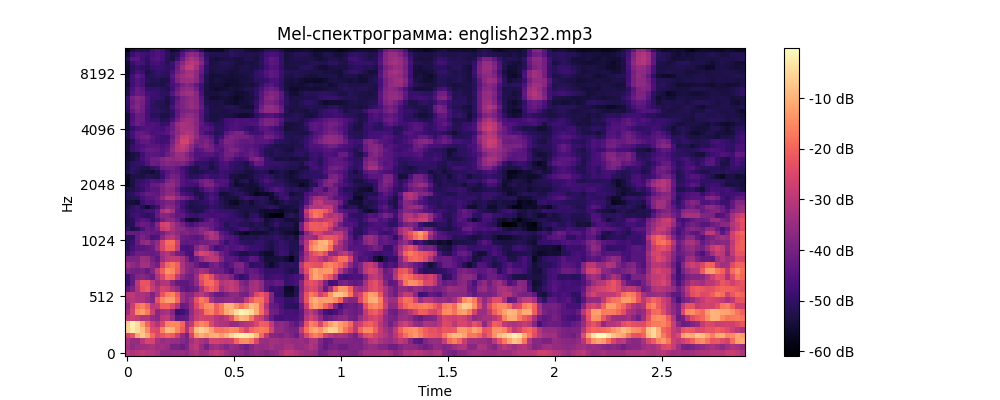 Mel-спектрограмма: english232.mp3
8192
4096
2048
1024
512
0
Hz
0 0.5 1 1.5 2 2.5
Time
-10 dB
-20 dB
-30 dB
-40 dB
-50 dB
-60 dB